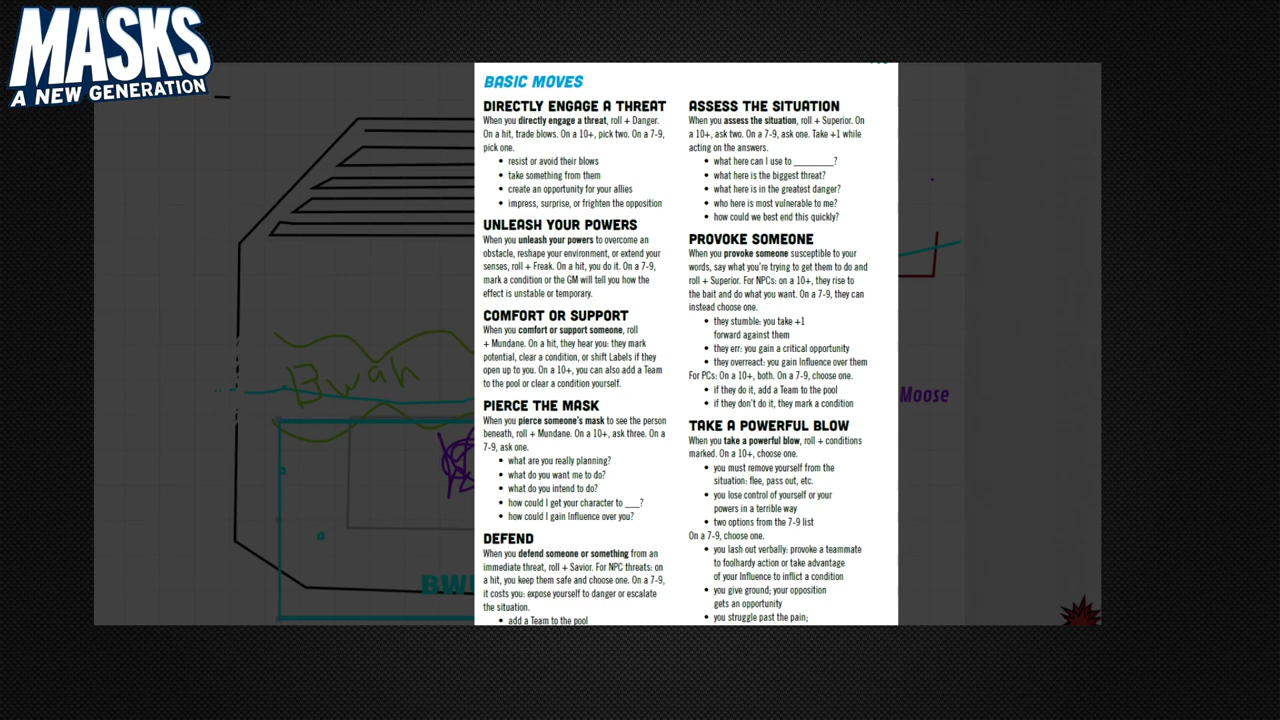 MASKS
A NEW GENERATION
BASIC MOVES
DIRECTLY ENGAGE A THREAT
When you directly engage a threat, roll + Danger.
On a hit, trade blows. On a 10+, pick two. On a 7-9,
pick one.
• resist or avoid their blows
• take something from them
• create an opportunity for your allies
• impress, surprise, or frighten the opposition
UNLEASH YOUR POWERS
When you unleash your powers to overcome an
obstacle, reshape your environment, or extend your
senses, roll + Freak. On a hit, you do it. On a 7-9,
mark a condition or the GM will tell you how the
effect is unstable or temporary.
COMFORT OR SUPPORT
When you comfort or support someone, roll
+ Mundane. On a hit, they hear you: they mark
potential, clear a condition, or shift Labels if they
open up to you. On a 10+, you can also add a Team
to the pool or clear a condition yourself.
PIERCE THE MASK
When you pierce someone's mask to see the person
beneath, roll + Mundane. On a 10+, ask three. On a
7-9, ask one.
• what are you really planning?
• what do you want me to do?
• what do you intend to do?
• how could I get your character to ___?
• how could I gain Influence over you?
DEFEND
When you defend someone or something from an
immediate threat, roll + Savior. For NPC threats: on
a hit, you keep them safe and choose one. On a 7-9,
it costs you: expose yourself to danger or escalate
the situation.
• add a Team to the pool
ASSESS THE SITUATION
When you assess the situation, roll + Superior. On
a 10+, ask two. On a 7-9, ask one. Take +1 while
acting on the answers.
• what here can I use to ________?
• what here is the biggest threat?
• what here is in the greatest danger?
• who here is most vulnerable to me?
• how could we best end this quickly?
PROVOKE SOMEONE
When you provoke someone susceptible to your
words, say what you're trying to get them to do and
roll + Superior. For NPCs: on a 10+, they rise to
the bait and do what you want. On a 7-9, they can
instead choose one.
• they stumble: you take +1
forward against them
• they err: you gain a critical opportunity
• they overreact: you gain Influence over them
For PCs: On a 10+, both. On a 7-9, choose one.
• if they do it, add a Team to the pool
• if they don't do it, they mark a condition
TAKE A POWERFUL BLOW
When you take a powerful blow, roll + conditions
marked. On a 10+, choose one.
• you must remove yourself from the
situation: flee, pass out, etc.
• you lose control of yourself or your
powers in a terrible way
• two options from the 7-9 list
On a 7-9, choose one.
• you lash out verbally: provoke a teammate
to foolhardy action or take advantage
of your Influence to inflict a condition
• you give ground; your opposition
gets an opportunity
• you struggle past the pain;
Bwah
Moose